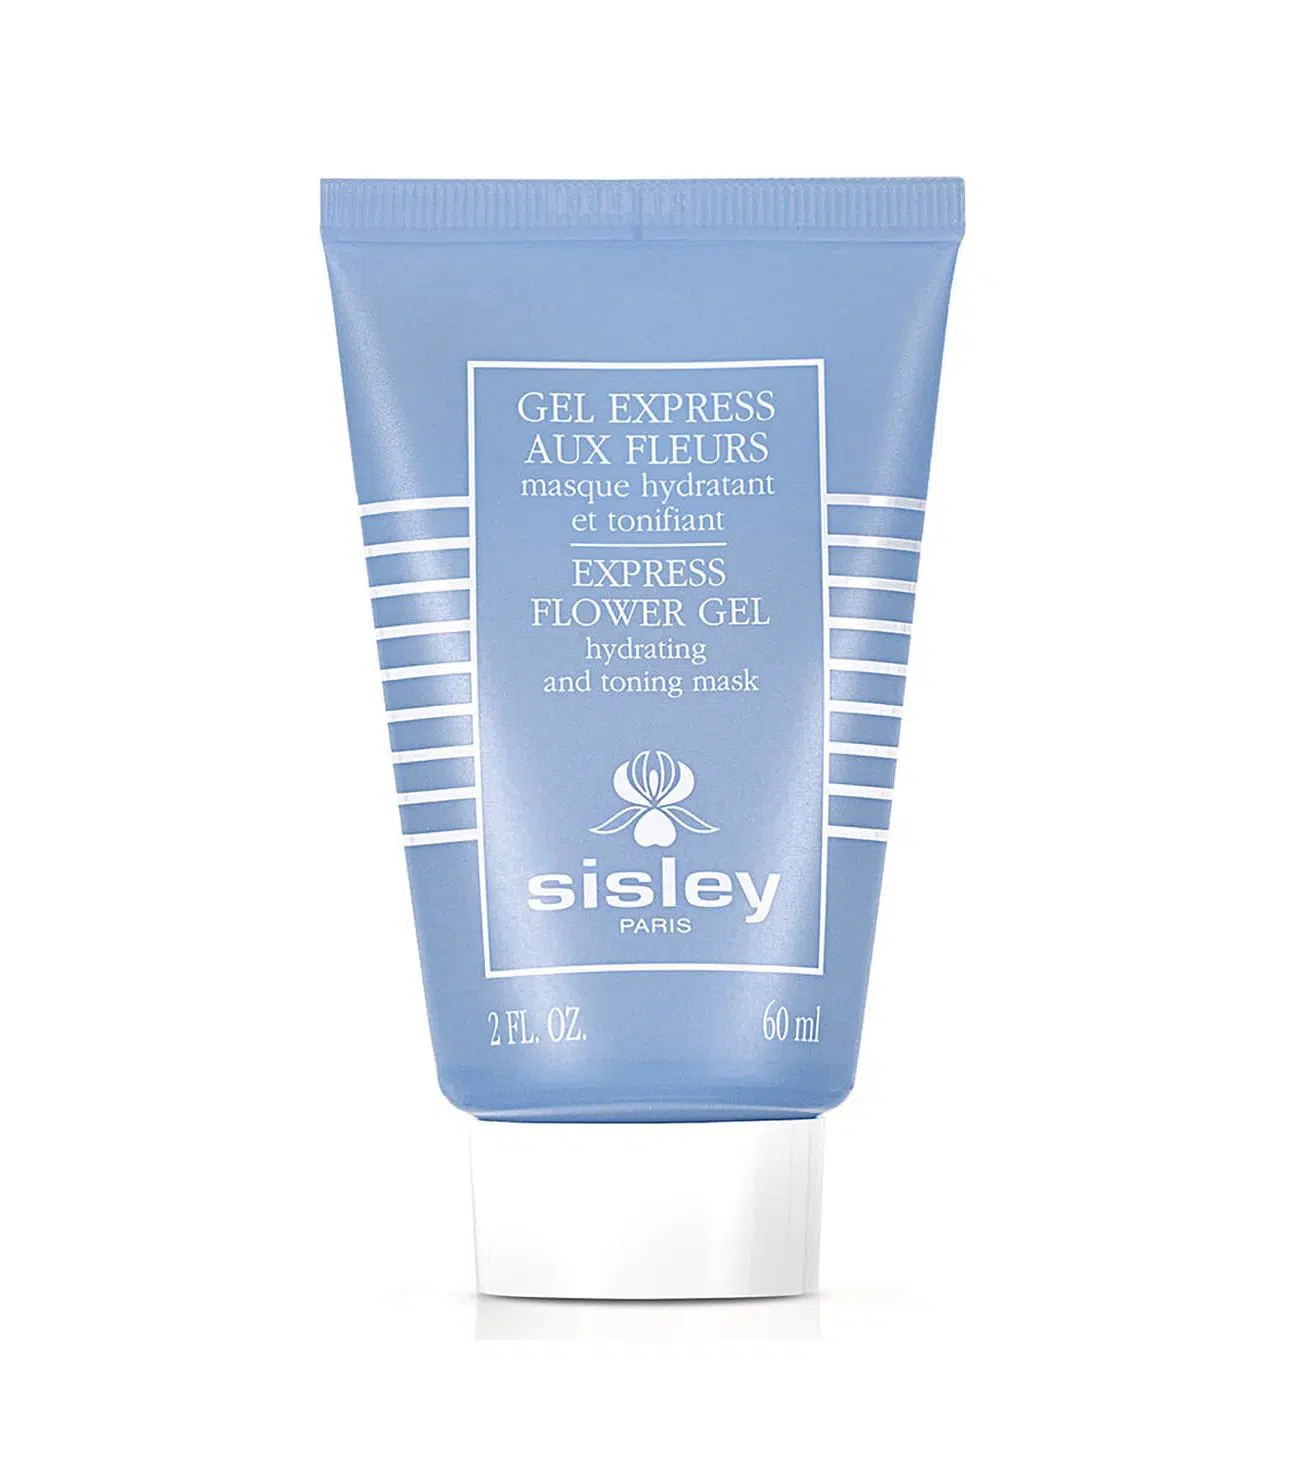 GEL EXPRESS
AUX FLEURS
masque hydratant
et tonifiant
EXPRESS
FLOWER GEL
hydrating
and toning mask
sisley
PARIS
2 FL. OZ. 60 ml